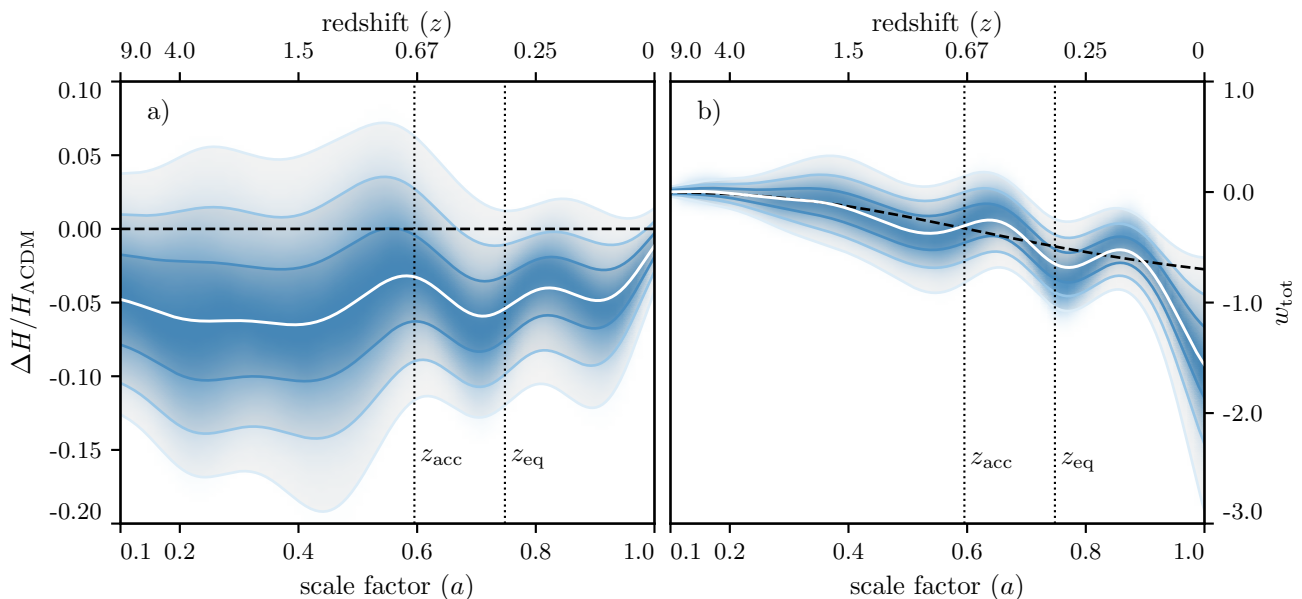 redshift (z)
9.0 4.0 1.5 0.67 0.25 0
a)
0.10
0.05
0.00
-0.05
-0.10
-0.15
-0.20
ΔH/H_ΛCDM
z_acc
z_eq
0.1 0.2 0.4 0.6 0.8 1.0
scale factor (a)
redshift (z)
9.0 4.0 1.5 0.67 0.25 0
b)
1.0
0.0
-1.0
-2.0
-3.0
w_tot
z_acc
z_eq
0.1 0.2 0.4 0.6 0.8 1.0
scale factor (a)